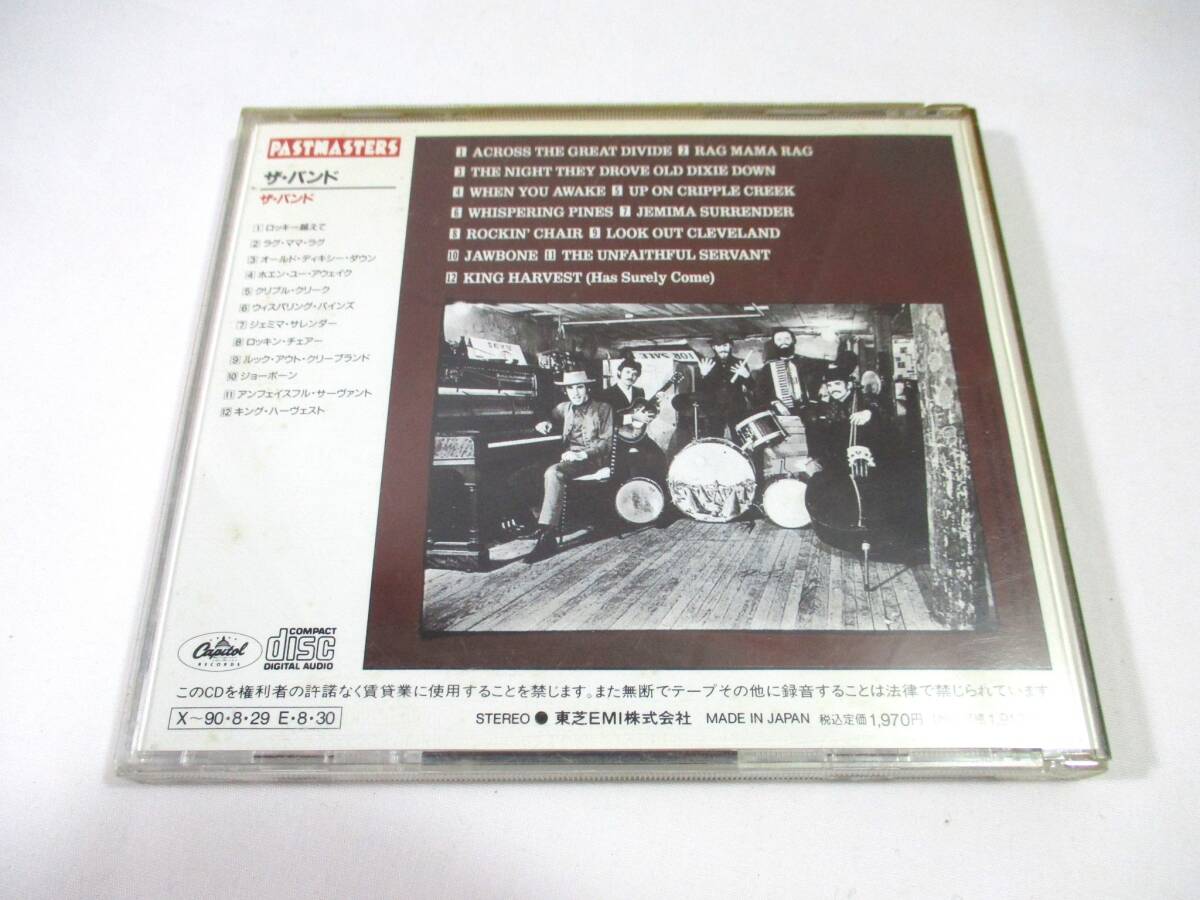 PASTMASTERS
ザ・バンド
ザ・バンド
1 ロッキー越えて
2 ラグ・ママ・ラグ
3 オールド・ディキシー・ダウン
4 ホエン・ユー・アウェイク
5 クリプル・クリーク
6 ウィスパリング・パインズ
7 ジェミマ・サレンダー
8 ロッキン・チェアー
9 ルック・アウト・クリーブランド
10 ジョーボーン
11 アンフェイスフル・サーヴァント
12 キング・ハーヴェスト
1 ACROSS THE GREAT DIVIDE 2 RAG MAMA RAG
3 THE NIGHT THEY DROVE OLD DIXIE DOWN
4 WHEN YOU AWAKE 5 UP ON CRIPPLE CREEK
6 WHISPERING PINES 7 JEMIMA SURRENDER
8 ROCKIN' CHAIR 9 LOOK OUT CLEVELAND
10 JAWBONE 11 THE UNFAITHFUL SERVANT
12 KING HARVEST (Has Surely Come)
FOR SALE
Capitol
RECORDS
COMPACT
disc
DIGITAL AUDIO
このCDを権利者の許諾なく賃貸業に使用することを禁じます。また無断でテープその他に録音することは法律で禁じられています
X~90・8・29 E・8・30
STEREO ● 東芝EMI株式会社 MADE IN JAPAN 税込定価1,970円